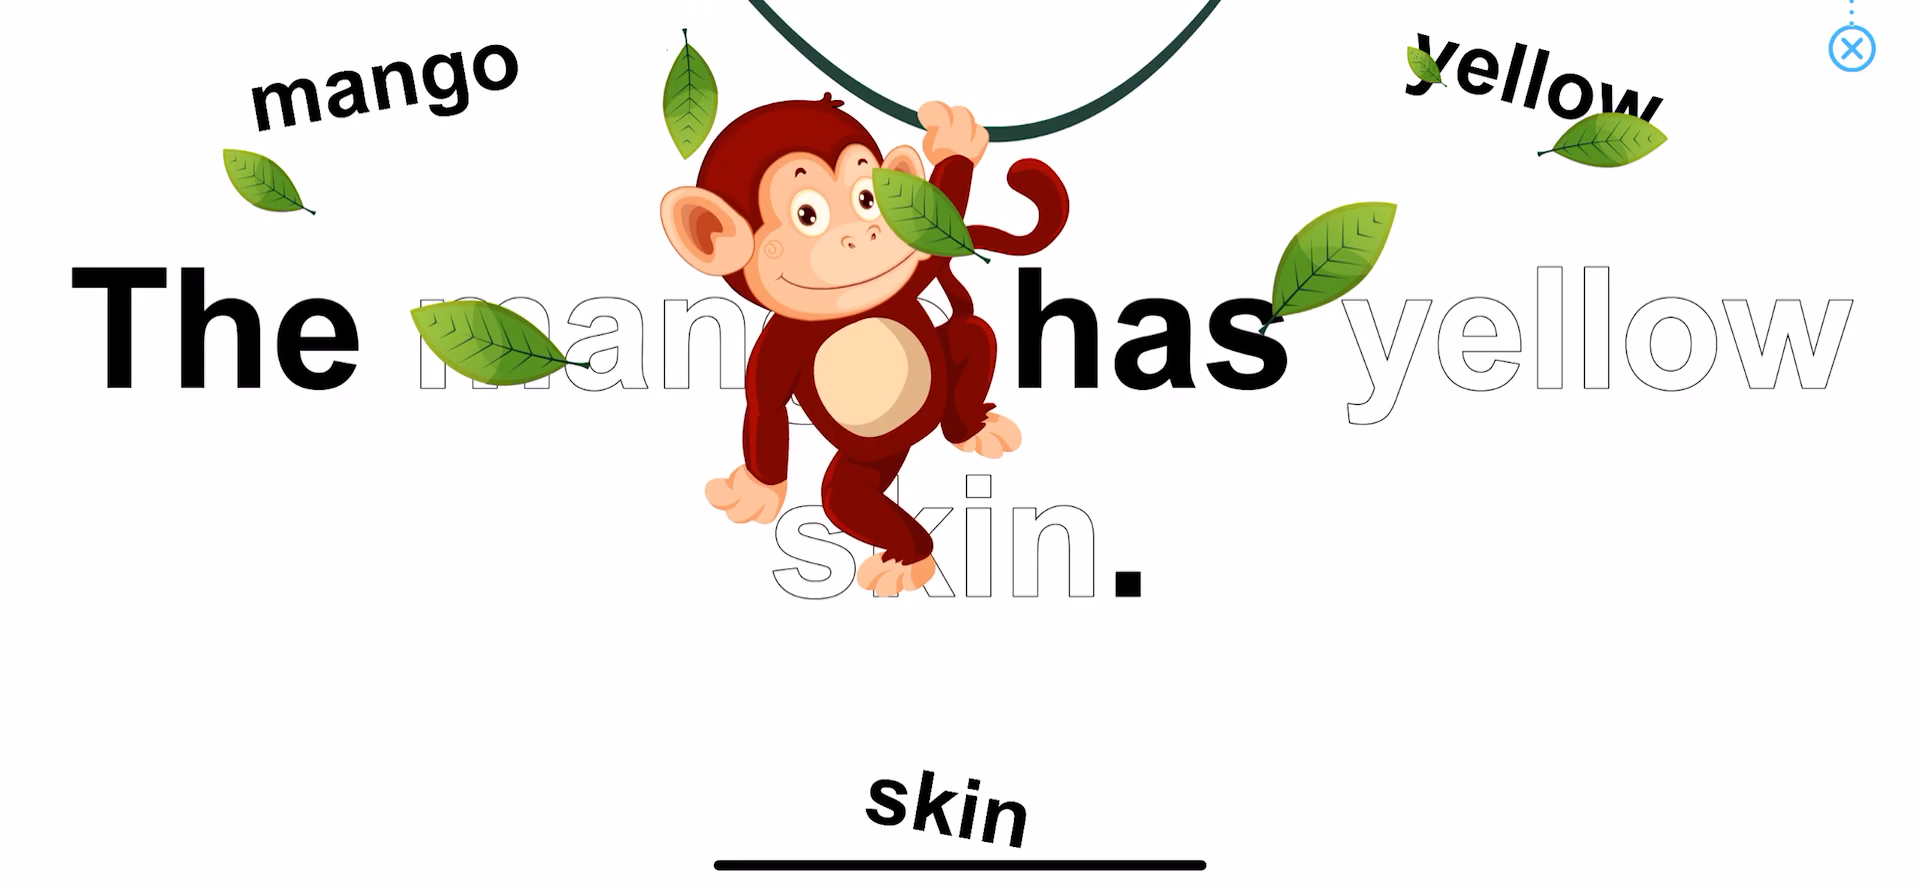 mango
yellow
The mango has yellow
skin.
skin